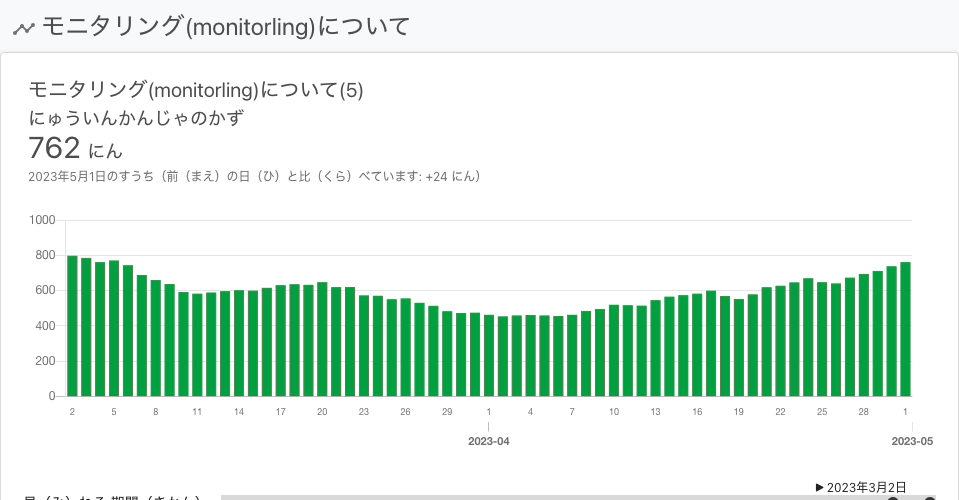 モニタリング(monitorling)について
モニタリング(monitorling)について(5)
にゅういんかんじゃのかず
762 にん
2023年5月1日のすうち（前（まえ）の日（ひ）と比（くら）べています: +24 にん）
1000
800
600
400
200
0
2 5 8 11 14 17 20 23 26 29 1 4 7 10 13 16 19 22 25 28 1
2023-04 2023-05
▶ 2023年3月2日